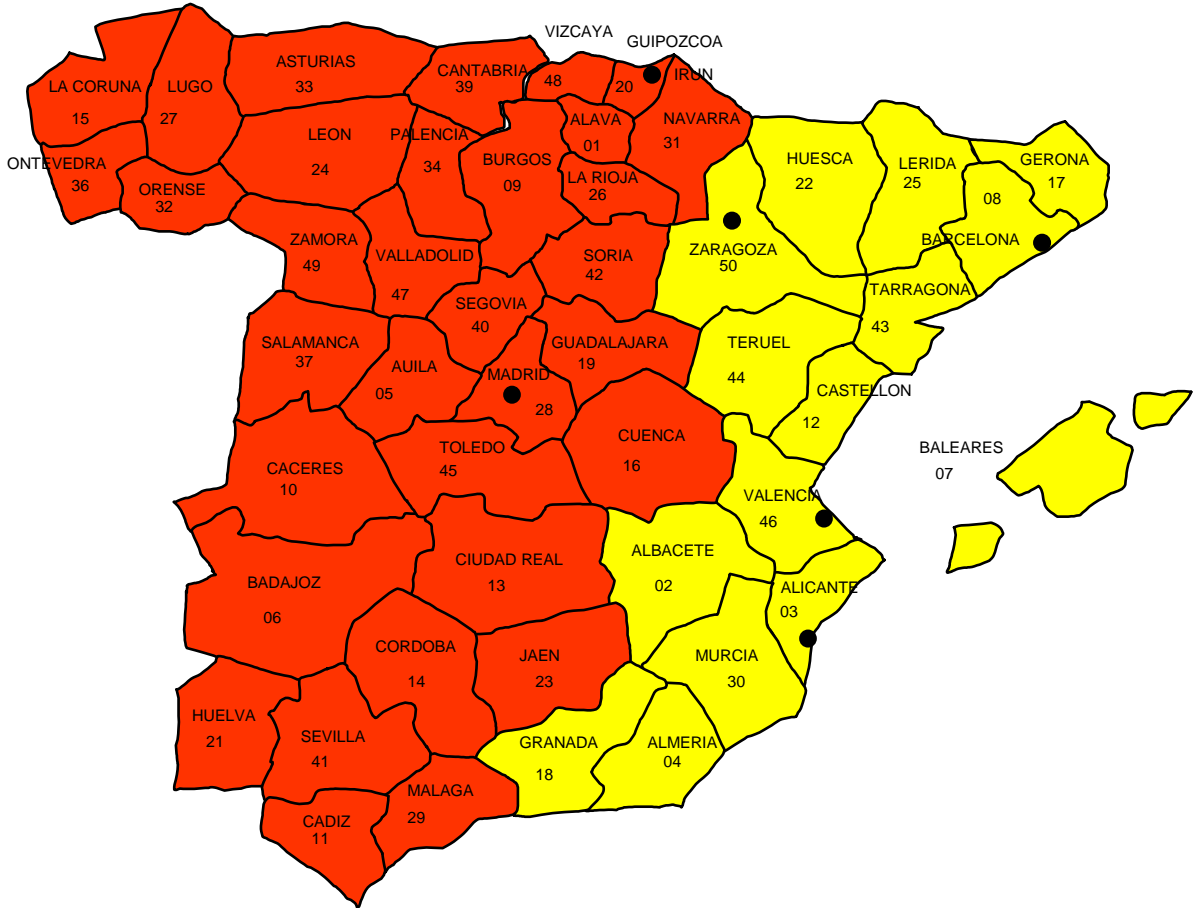 VIZCAYA
GUIPOZCOA
ASTURIAS
33
CANTABRIA
39
48
20
IRUN
LA CORUNA
15
LUGO
27
LEON
24
PALENCIA
34
BURGOS
09
ALAVA
01
NAVARRA
31
LA RIOJA
26
HUESCA
22
LERIDA
25
GERONA
17
08
BARCELONA
ONTEVEDRA
36
ORENSE
32
ZAMORA
49
VALLADOLID
47
SORIA
42
ZARAGOZA
50
TARRAGONA
43
SEGOVIA
40
SALAMANCA
37
AUILA
05
MADRID
28
GUADALAJARA
19
TERUEL
44
CASTELLON
12
CACERES
10
TOLEDO
45
CUENCA
16
BALEARES
07
VALENCIA
46
BADAJOZ
06
CIUDAD REAL
13
ALBACETE
02
ALICANTE
03
CORDOBA
14
JAEN
23
MURCIA
30
HUELVA
21
SEVILLA
41
GRANADA
18
ALMERIA
04
MALAGA
29
CADIZ
11